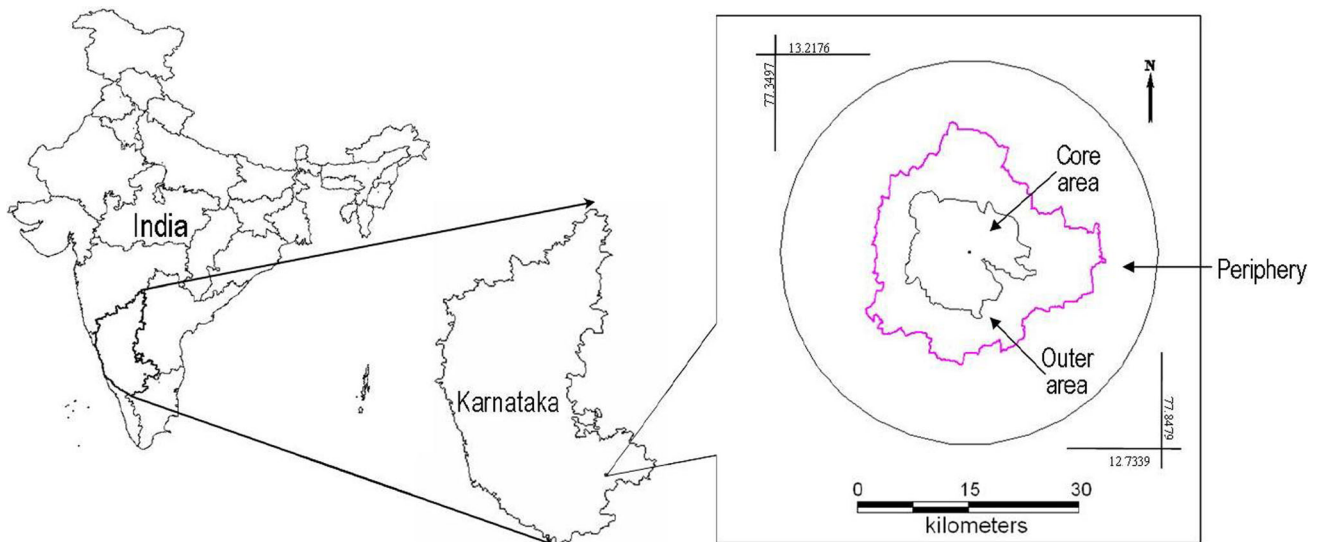 India
Karnataka
13.2176
77.3497
N
Core
area
Periphery
Outer
area
77.8479
12.7339
0 15 30
kilometers